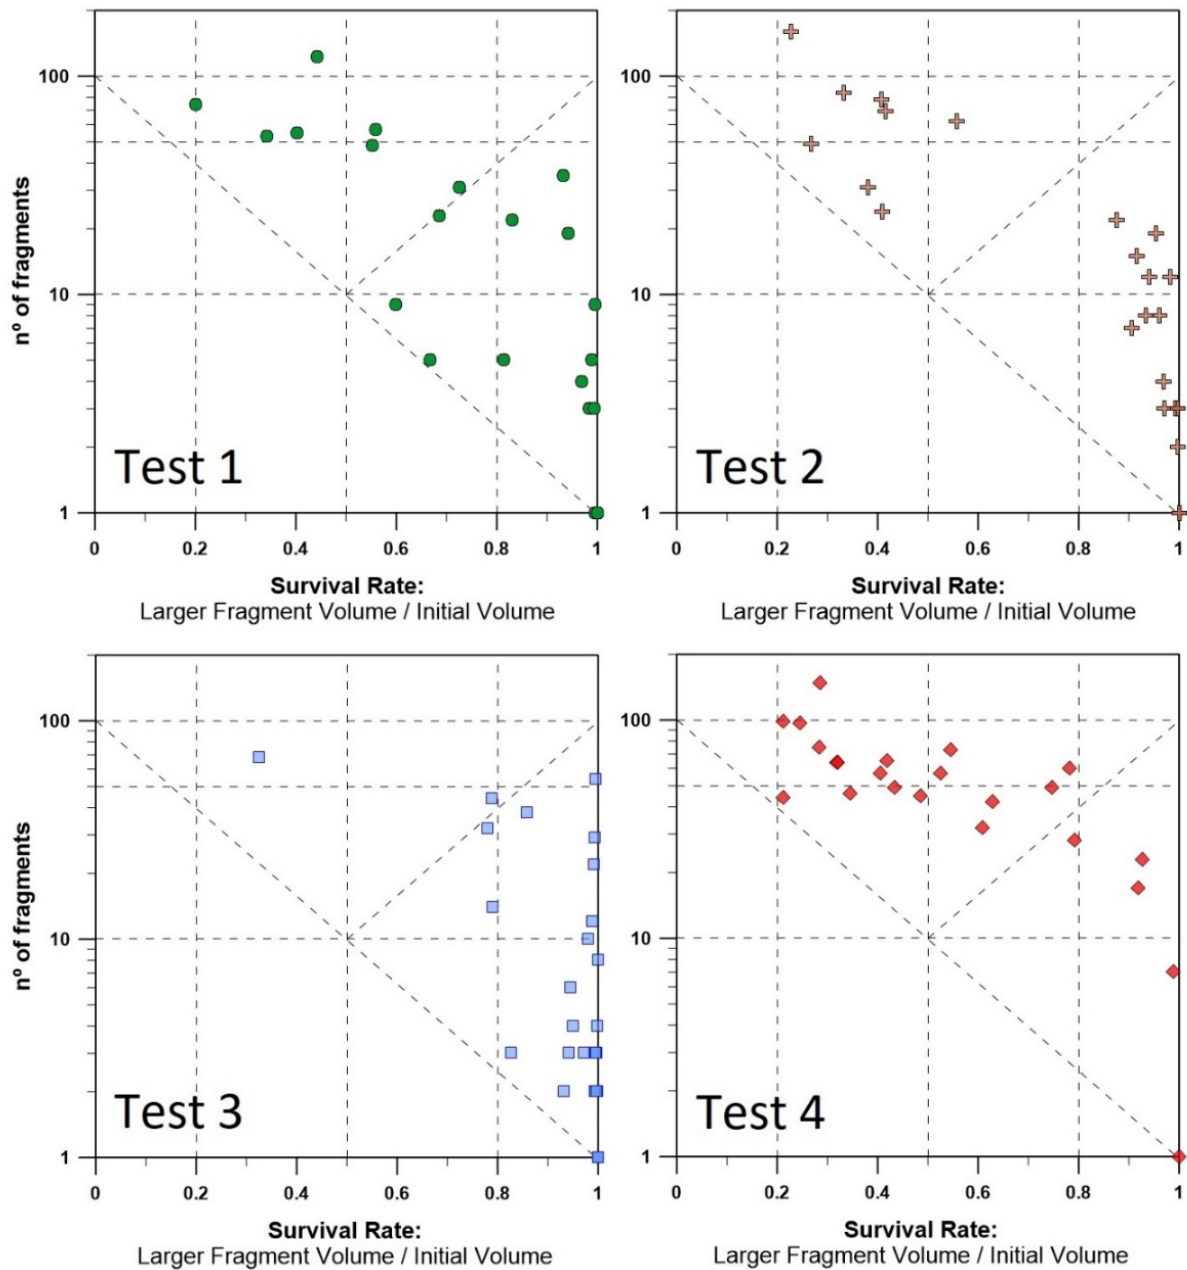 100
10
1
nº of fragments
Test 1
0 0.2 0.4 0.6 0.8 1
Survival Rate:
Larger Fragment Volume / Initial Volume
100
10
1
Test 2
0 0.2 0.4 0.6 0.8 1
Survival Rate:
Larger Fragment Volume / Initial Volume
100
10
1
nº of fragments
Test 3
0 0.2 0.4 0.6 0.8 1
Survival Rate:
Larger Fragment Volume / Initial Volume
100
10
1
Test 4
0 0.2 0.4 0.6 0.8 1
Survival Rate:
Larger Fragment Volume / Initial Volume